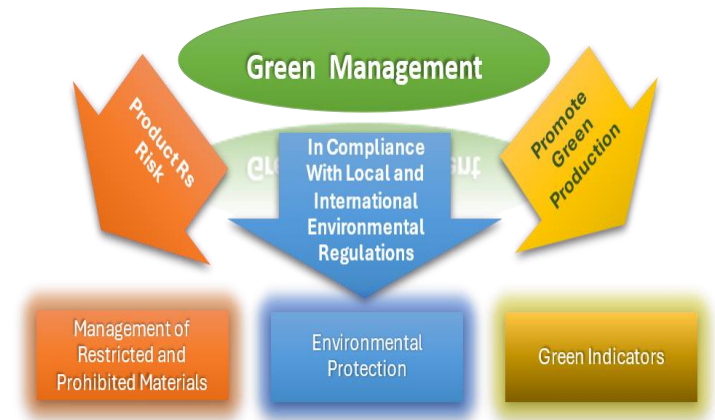 Green Management
Product Rs
Risk
In Compliance
With Local and
International
Environmental
Regulations
Promote
Green
Production
Management of
Restricted and
Prohibited Materials
Environmental
Protection
Green Indicators